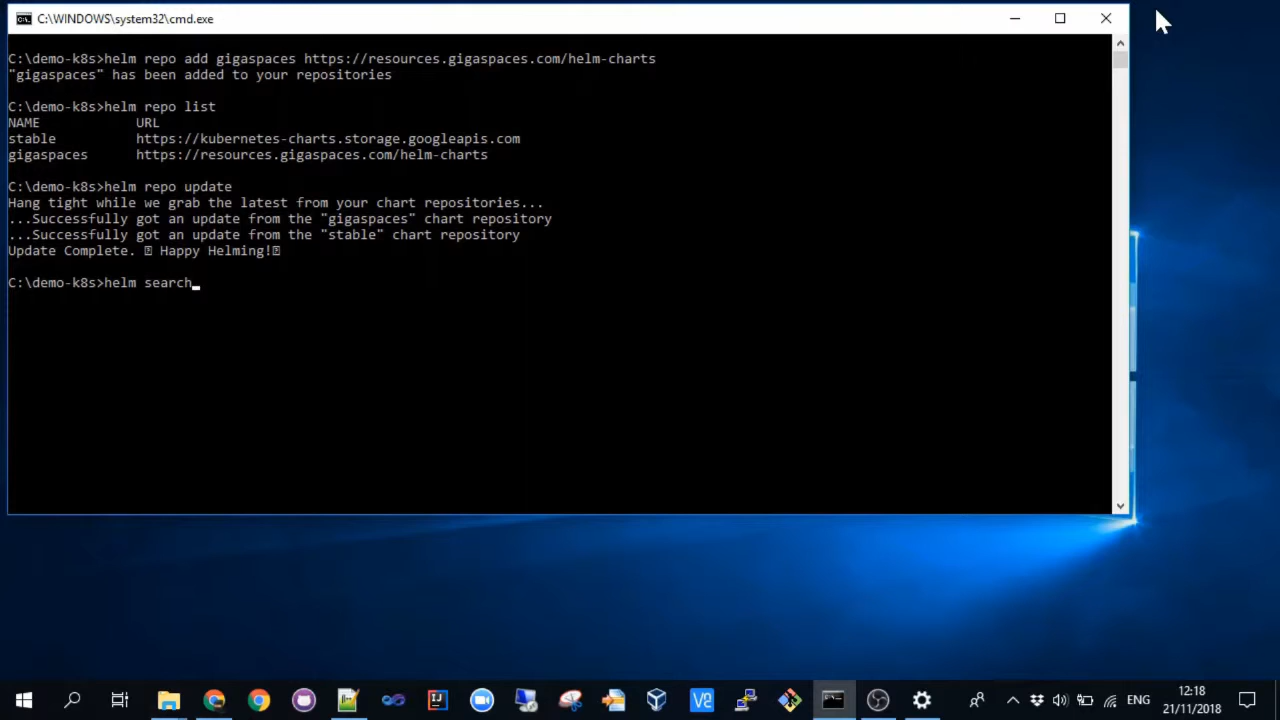 C:\WINDOWS\system32\cmd.exe
C:\demo-k8s>helm repo add gigaspaces https://resources.gigaspaces.com/helm-charts
"gigaspaces" has been added to your repositories
C:\demo-k8s>helm repo list
NAME URL
stable https://kubernetes-charts.storage.googleapis.com
gigaspaces https://resources.gigaspaces.com/helm-charts
C:\demo-k8s>helm repo update
Hang tight while we grab the latest from your chart repositories...
...Successfully got an update from the "gigaspaces" chart repository
...Successfully got an update from the "stable" chart repository
Update Complete. ⍰ Happy Helming!⍰
C:\demo-k8s>helm search_
ENG
12:18
21/11/2018